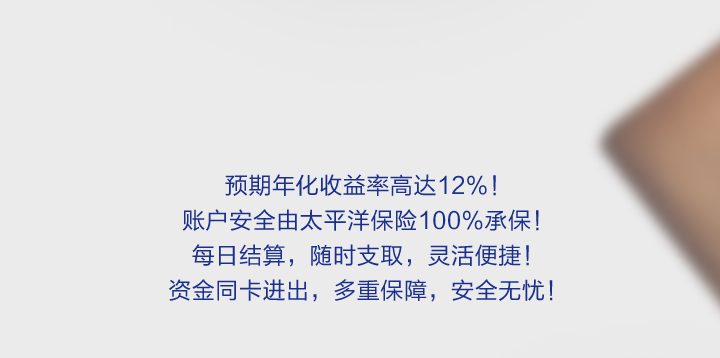 预期年化收益率高达12%！
账户安全由太平洋保险100%承保！
每日结算，随时支取，灵活便捷！
资金同卡进出，多重保障，安全无忧！